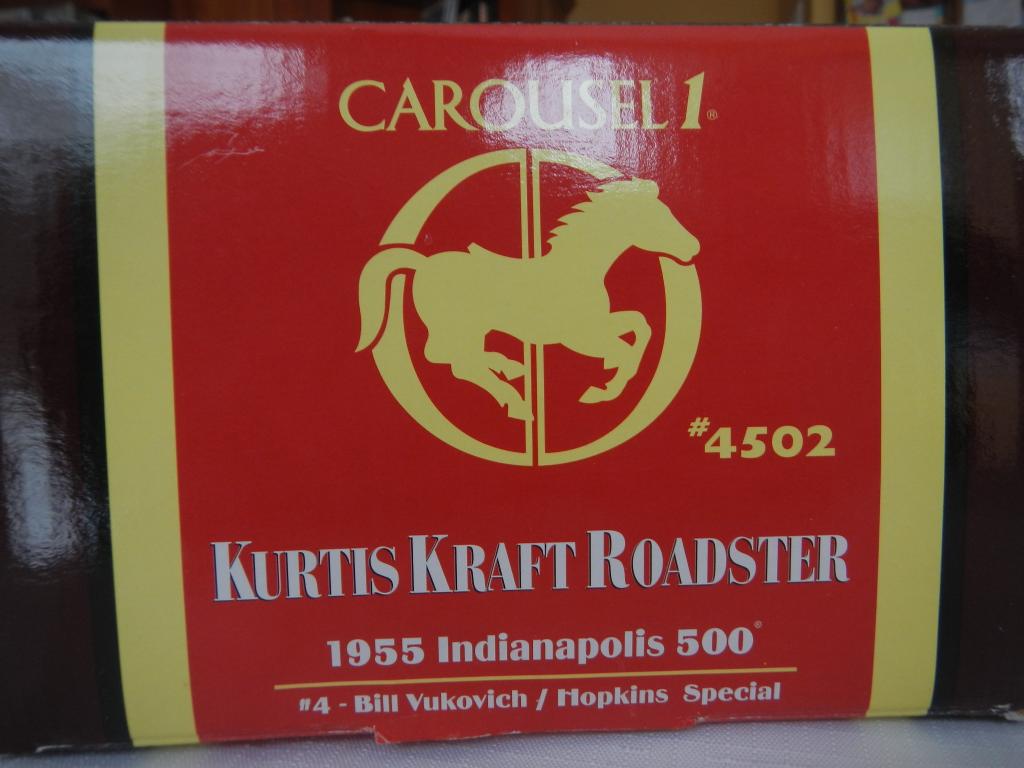 CAROUSEL 1®
#4502
KURTIS KRAFT ROADSTER
1955 Indianapolis 500®
#4 - Bill Vukovich / Hopkins Special